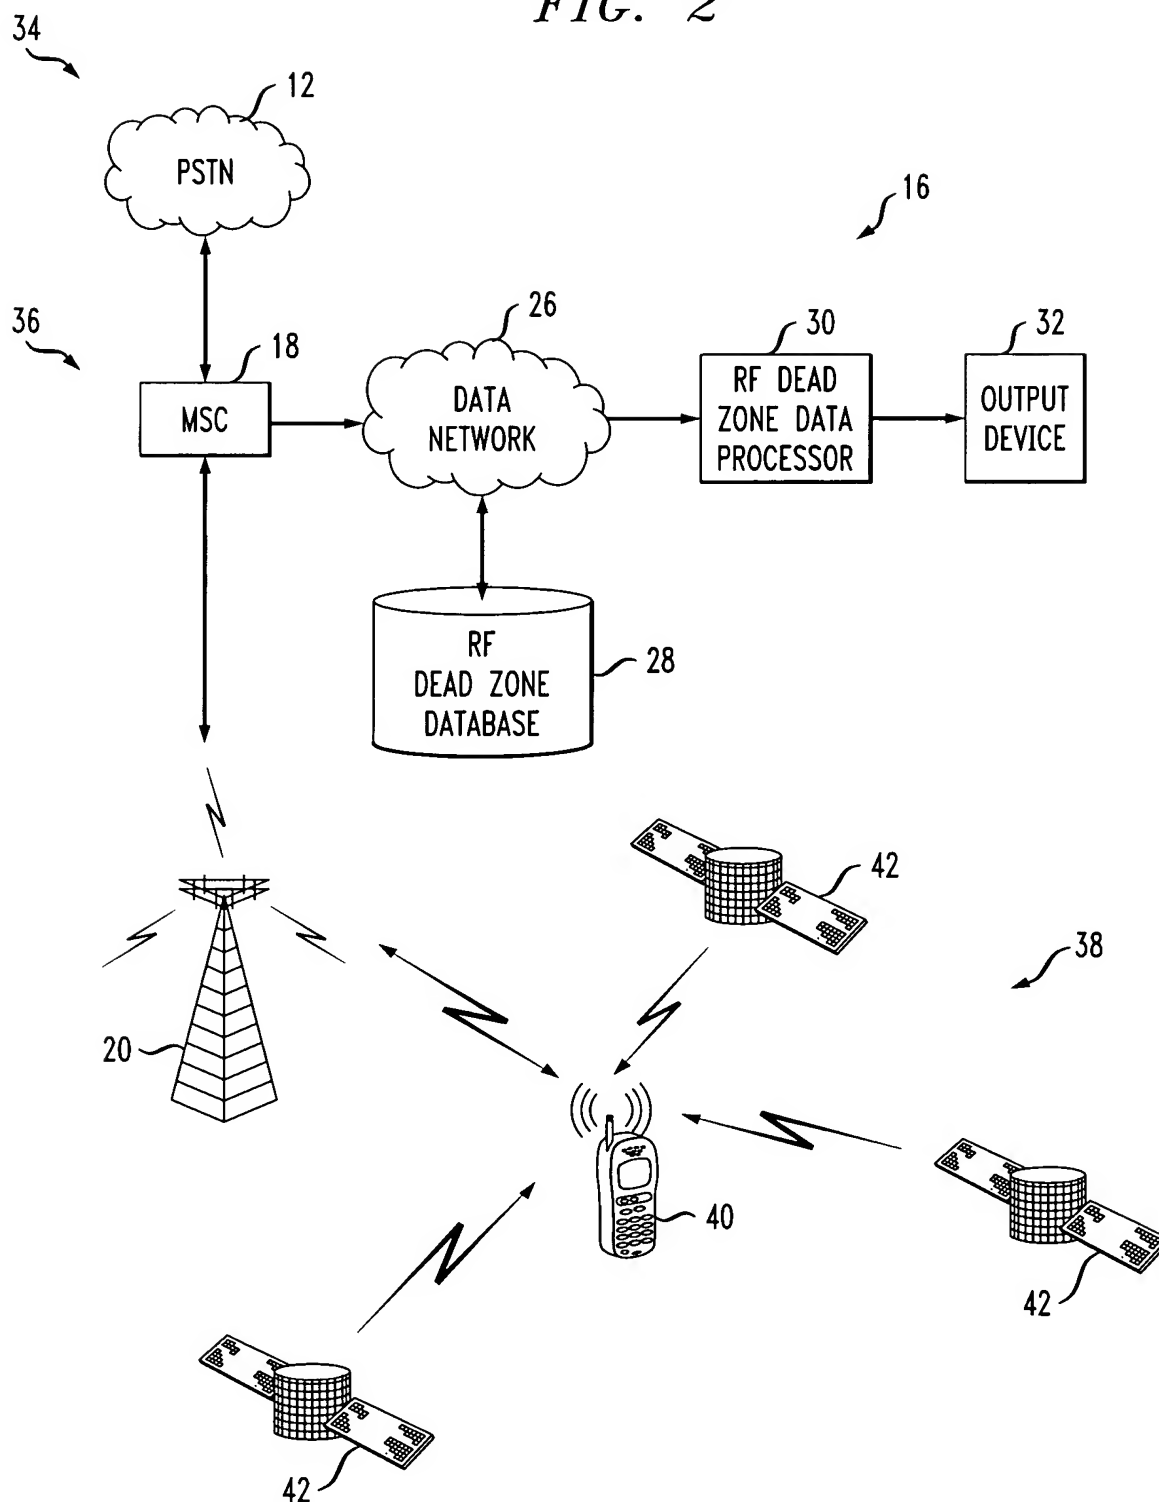 FIG. 2
34
12
PSTN
16
36
18
MSC
26
DATA
NETWORK
30
RF DEAD
ZONE DATA
PROCESSOR
32
OUTPUT
DEVICE
RF
DEAD ZONE
DATABASE
28
42
38
20
40
42
42